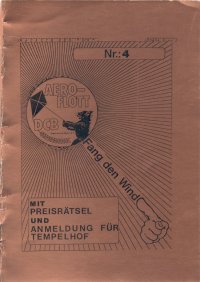 Nr.: 4
AERO-
FLOTT
DCB
Fang den Wind
MIT
PREISRÄTSEL
UND
ANMELDUNG FÜR
TEMPELHOF